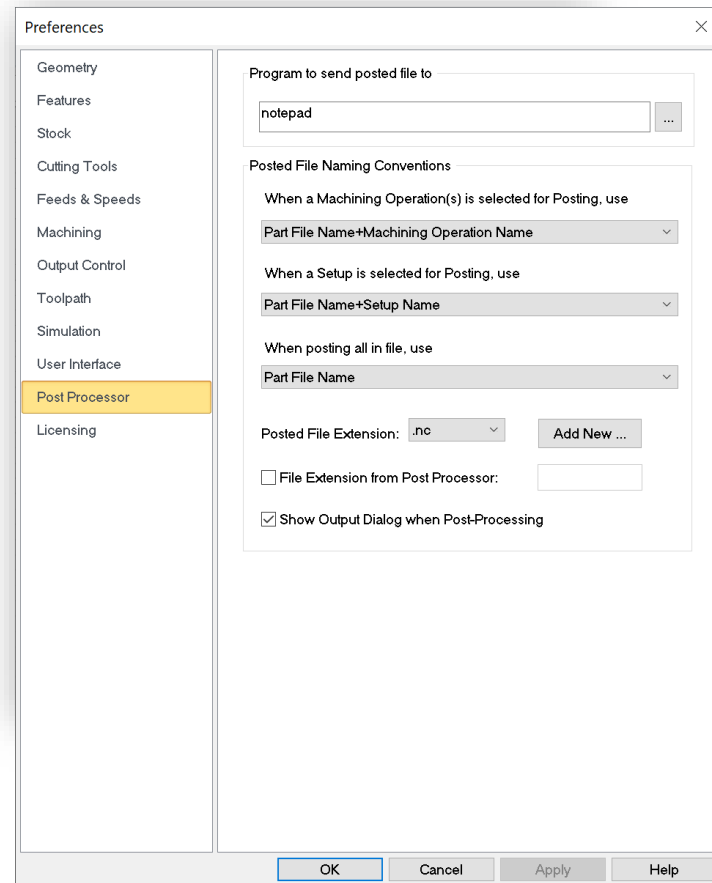 Preferences
Geometry
Features
Stock
Cutting Tools
Feeds & Speeds
Machining
Output Control
Toolpath
Simulation
User Interface
Post Processor
Licensing
Program to send posted file to
notepad
...
Posted File Naming Conventions
When a Machining Operation(s) is selected for Posting, use
Part File Name+Machining Operation Name
When a Setup is selected for Posting, use
Part File Name+Setup Name
When posting all in file, use
Part File Name
Posted File Extension: .nc Add New ...
File Extension from Post Processor:
Show Output Dialog when Post-Processing
OK Cancel Apply Help